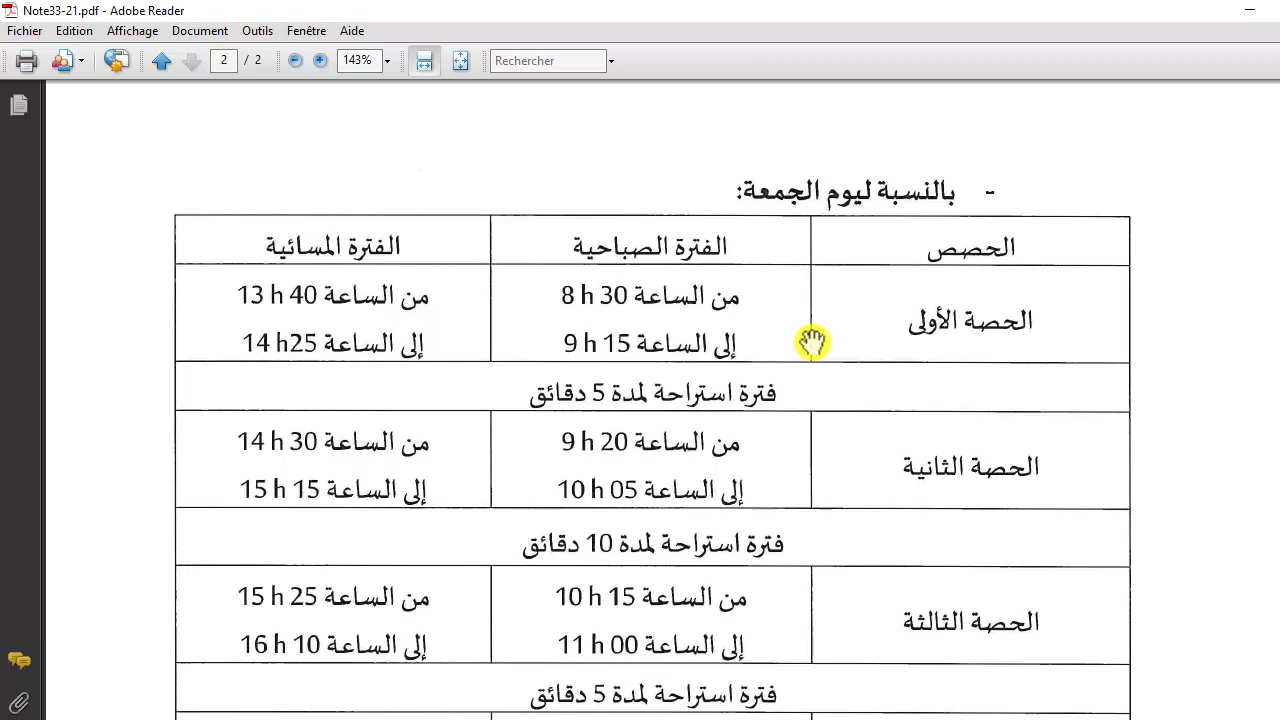 Note33-21.pdf - Adobe Reader
Fichier Edition Affichage Document Outils Fenêtre Aide
2 / 2 143% Rechercher
- بالنسبة ليوم الجمعة:
الحصص الفترة الصباحية الفترة المسائية
من الساعة 8 h 30 من الساعة 13 h 40
الحصة الأولى
إلى الساعة 9 h 15 إلى الساعة 14 h25
فترة استراحة لمدة 5 دقائق
من الساعة 9 h 20 من الساعة 14 h 30
الحصة الثانية
إلى الساعة 10 h 05 إلى الساعة 15 h 15
فترة استراحة لمدة 10 دقائق
من الساعة 10 h 15 من الساعة 15 h 25
الحصة الثالثة
إلى الساعة 11 h 00 إلى الساعة 16 h 10
فترة استراحة لمدة 5 دقائق